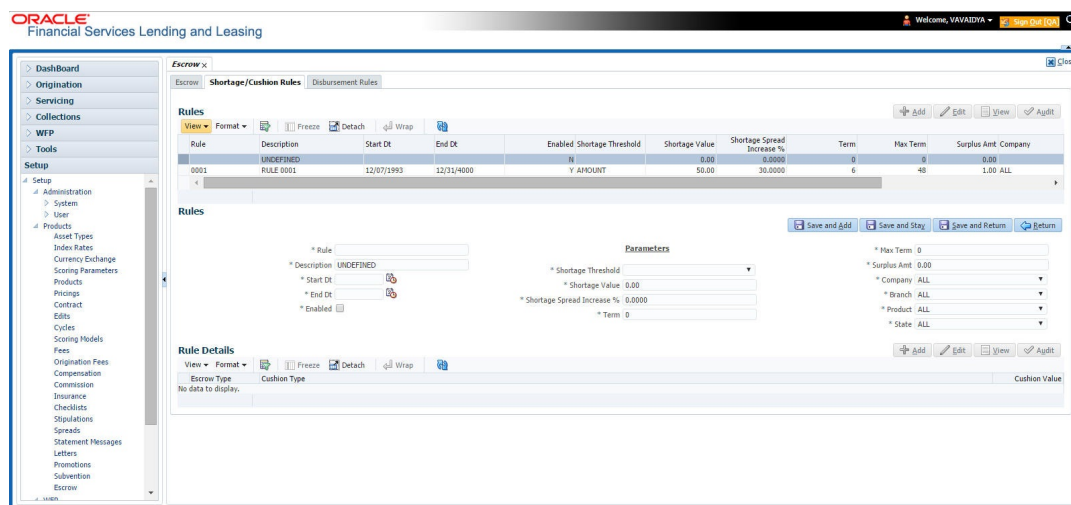 ORACLE
Financial Services Lending and Leasing
Welcome, VAVAIDYA
Sign Out [QA]
DashBoard
Origination
Servicing
Collections
WFP
Tools
Setup
Setup
Administration
System
User
Products
Asset Types
Index Rates
Currency Exchange
Scoring Parameters
Products
Pricings
Contract
Edits
Cycles
Scoring Models
Fees
Origination Fees
Compensation
Commission
Insurance
Checklists
Stipulations
Spreads
Statement Messages
Letters
Promotions
Subvention
Escrow
WFP
Escrow x
Clos
Escrow Shortage/Cushion Rules Disbursement Rules
Rules
Add Edit View Audit
View Format Freeze Detach Wrap
Rule Description Start Dt End Dt Enabled Shortage Threshold Shortage Value Shortage Spread Increase % Term Max Term Surplus Amt Company
UNDEFINED N 0.00 0.0000 0 0 0.00
0001 RULE 0001 12/07/1993 12/31/4000 Y AMOUNT 50.00 30.0000 6 48 1.00 ALL
Rules
Save and Add Save and Stay Save and Return Return
* Rule
* Description UNDEFINED
* Start Dt
* End Dt
* Enabled
Parameters
* Shortage Threshold
* Shortage Value 0.00
* Shortage Spread Increase % 0.0000
* Term 0
* Max Term 0
* Surplus Amt 0.00
* Company ALL
* Branch ALL
* Product ALL
* State ALL
Rule Details
Add Edit View Audit
View Format Freeze Detach Wrap
Escrow Type Cushion Type Cushion Value
No data to display.